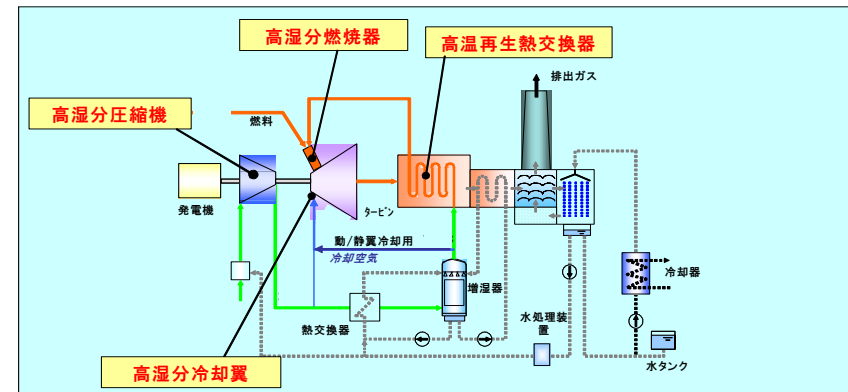 高湿分燃焼器
高温再生熱交換器
排出ガス
高湿分圧縮機
燃料
発電機
タービン
動/静翼冷却用
冷却空気
増湿器
冷却器
熱交換器
水処理装
置
水タンク
高湿分冷却翼